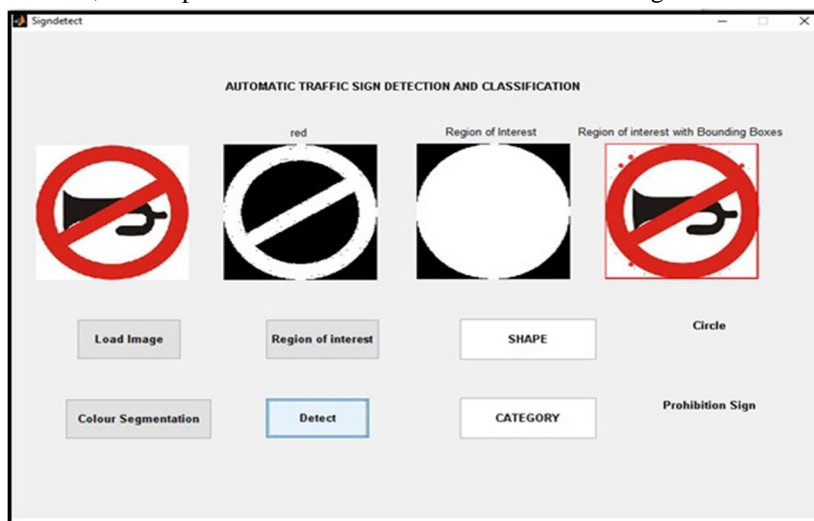 Signdetect
AUTOMATIC TRAFFIC SIGN DETECTION AND CLASSIFICATION
red
Region of Interest
Region of interest with Bounding Boxes
Load Image
Region of interest
SHAPE
Circle
Colour Segmentation
Detect
CATEGORY
Prohibition Sign